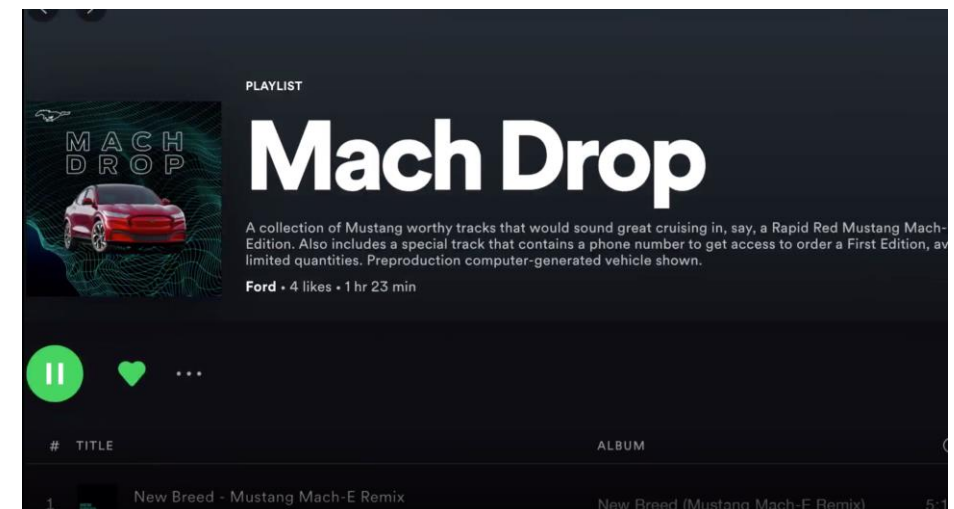 PLAYLIST
MACH
DROP
Mach Drop
A collection of Mustang worthy tracks that would sound great cruising in, say, a Rapid Red Mustang Mach-
Edition. Also includes a special track that contains a phone number to get access to order a First Edition, av
limited quantities. Preproduction computer-generated vehicle shown.
Ford • 4 likes • 1 hr 23 min
# TITLE ALBUM
1 New Breed - Mustang Mach-E Remix New Breed (Mustang Mach-E Remix) 5:1